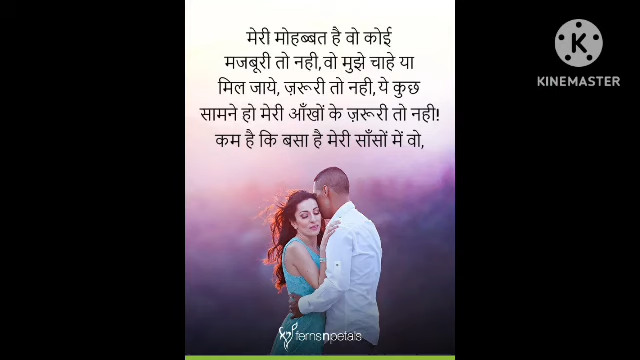 मेरी मोहब्बत है वो कोई
मजबूरी तो नही,वो मुझे चाहे या
मिल जाये, ज़रूरी तो नही,ये कुछ
सामने हो मेरी आँखों के ज़रूरी तो नही!
कम है कि बसा है मेरी साँसों में वो,
K
KINEMASTER
fernsnpetals